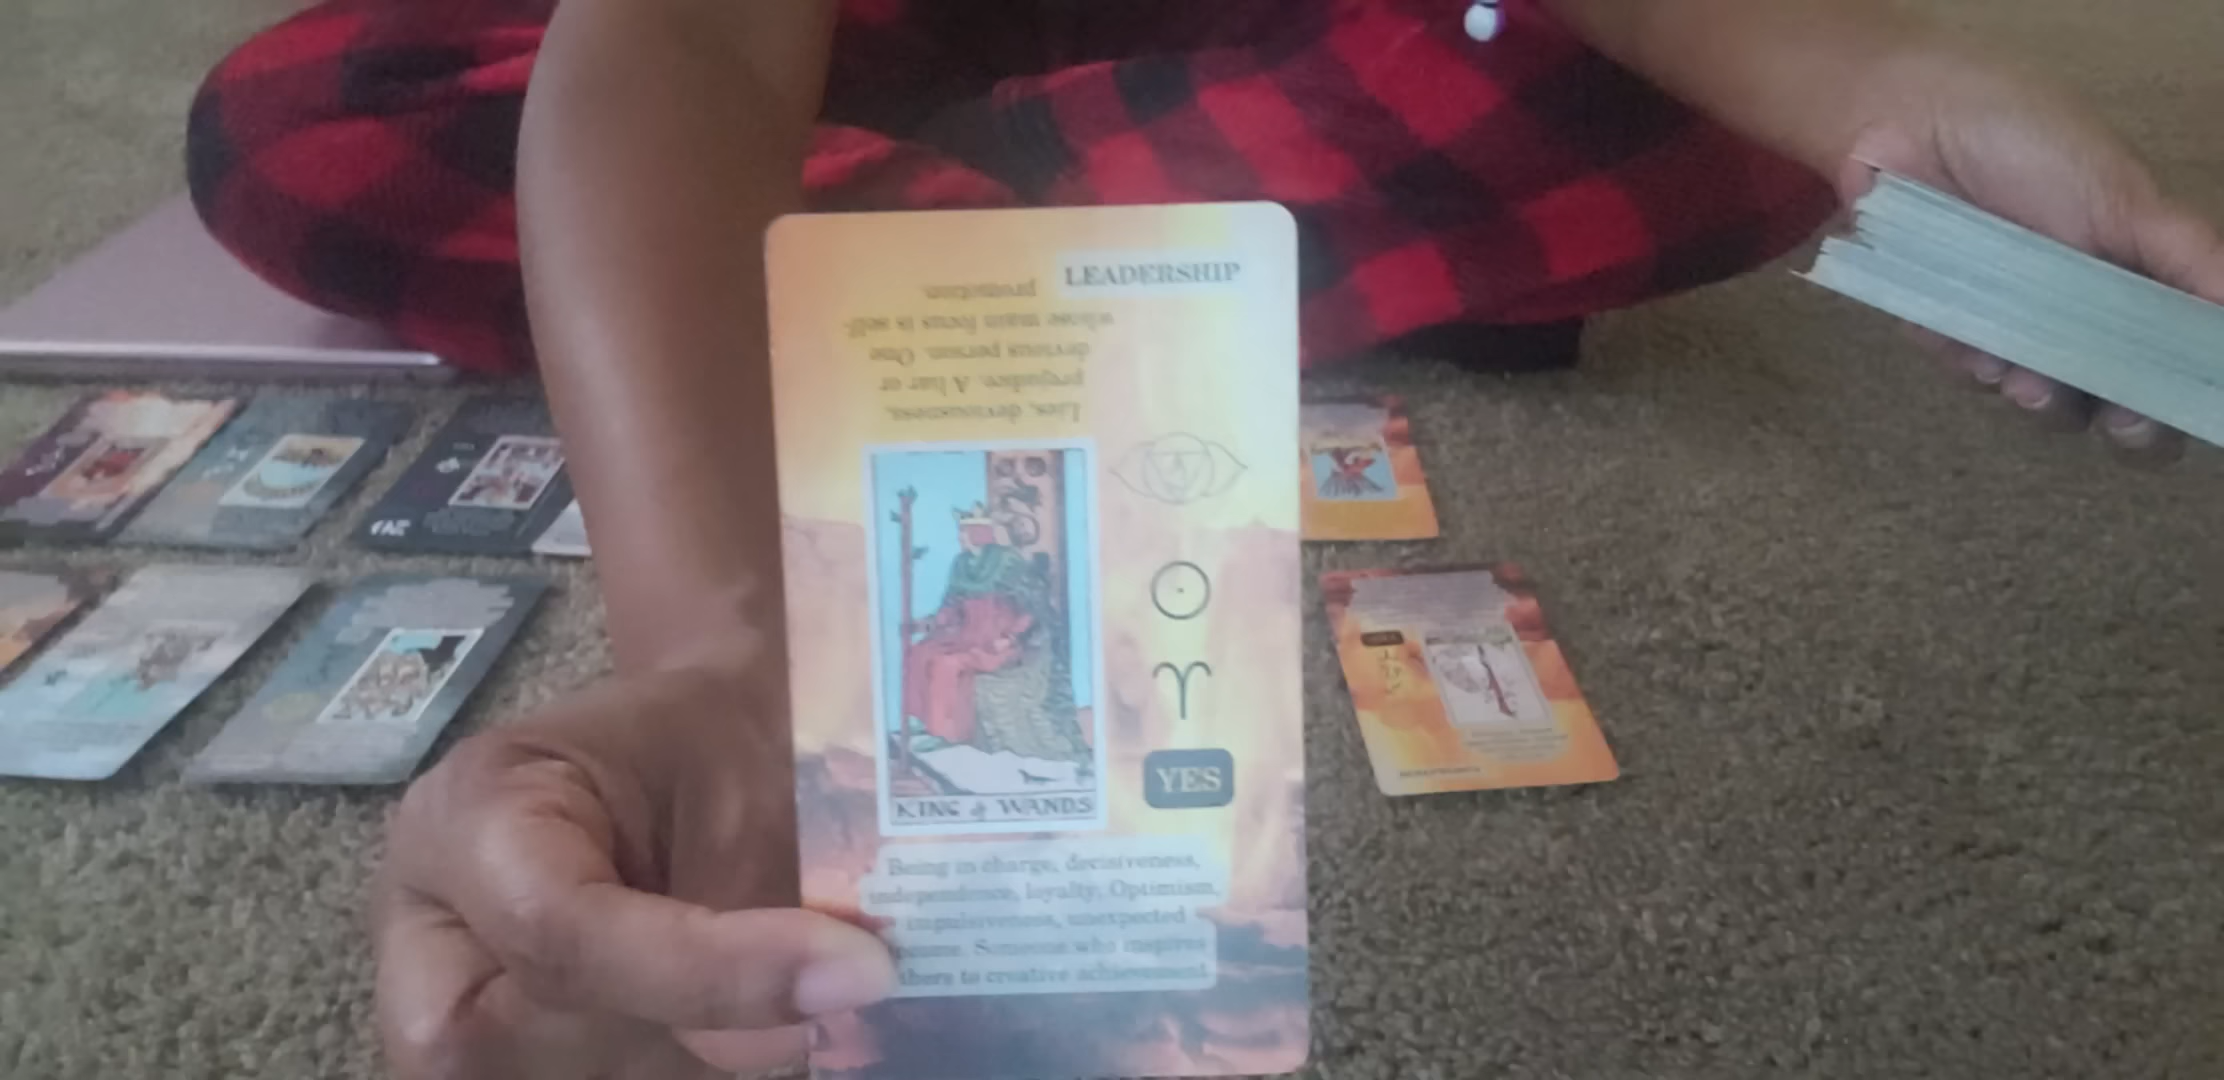 LEADERSHIP
Lies, deviousness,
prejudice. A liar or
devious person. One
whose main focus is self-
promotion.
KING of WANDS
YES
Being in charge, decisiveness,
independence, loyalty. Optimism,
impulsiveness, unexpected
Someone who inspires
others to creative achievement.